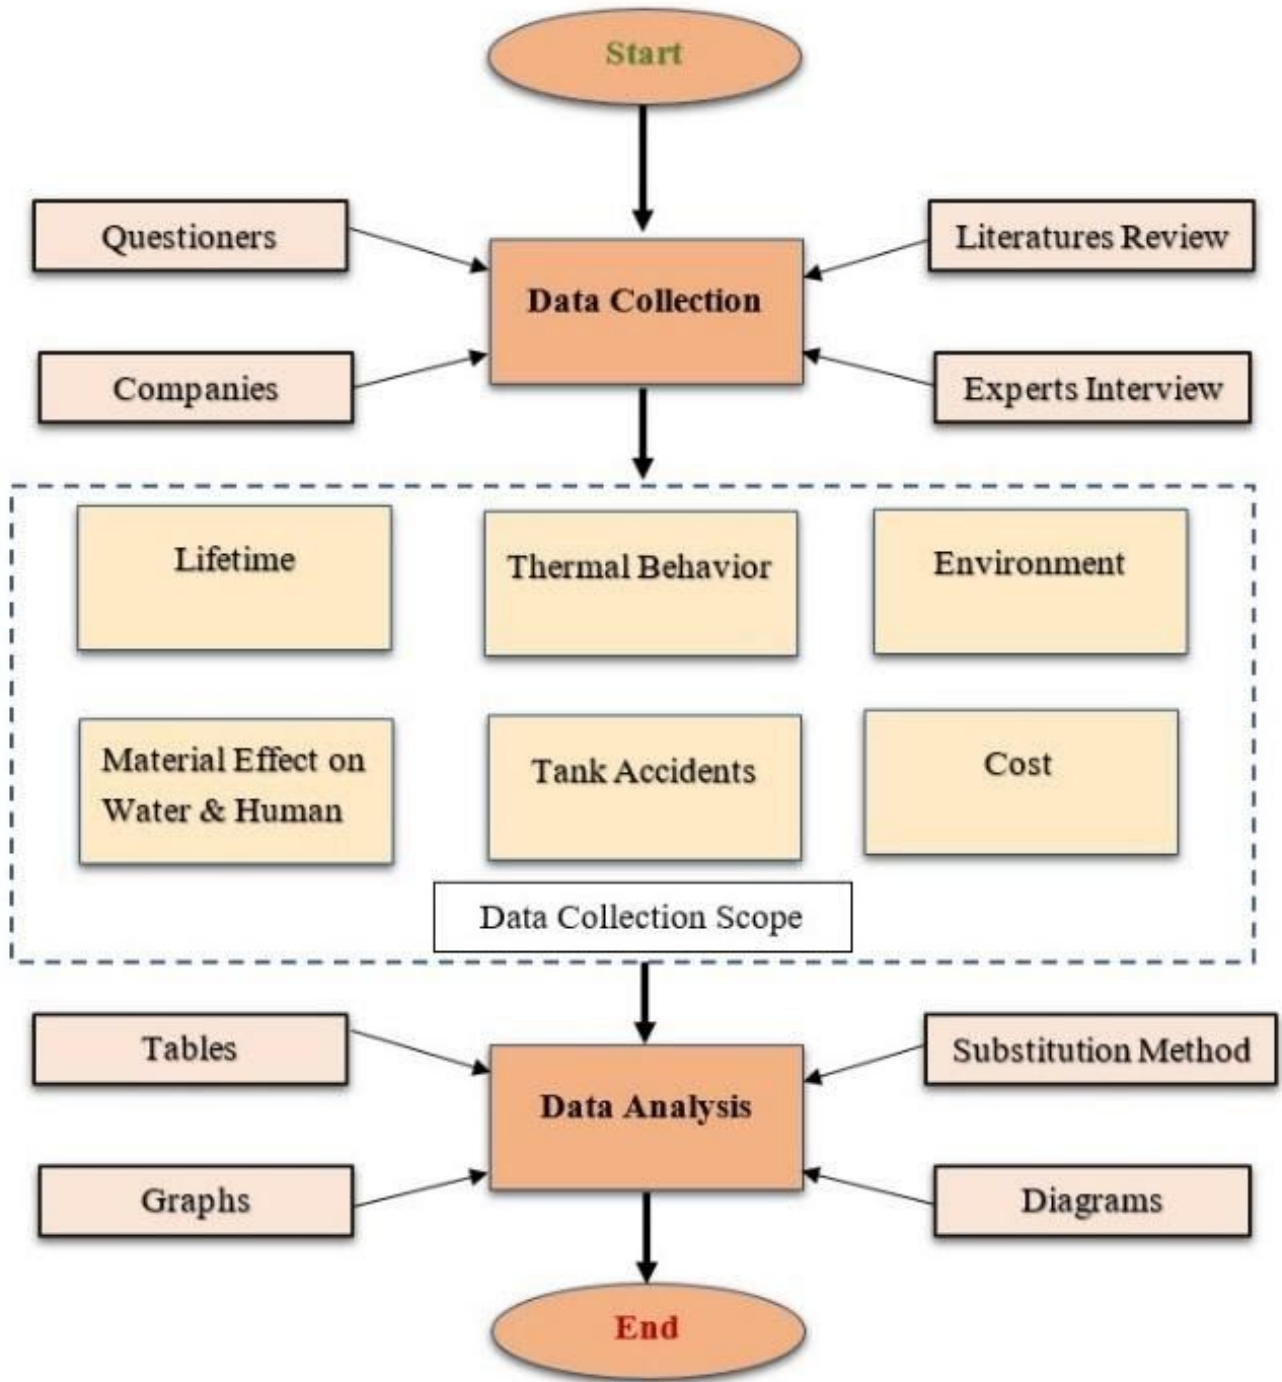 Start
Questioners
Literatures Review
Data Collection
Companies
Experts Interview
Lifetime
Thermal Behavior
Environment
Material Effect on
Water & Human
Tank Accidents
Cost
Data Collection Scope
Tables
Substitution Method
Data Analysis
Graphs
Diagrams
End